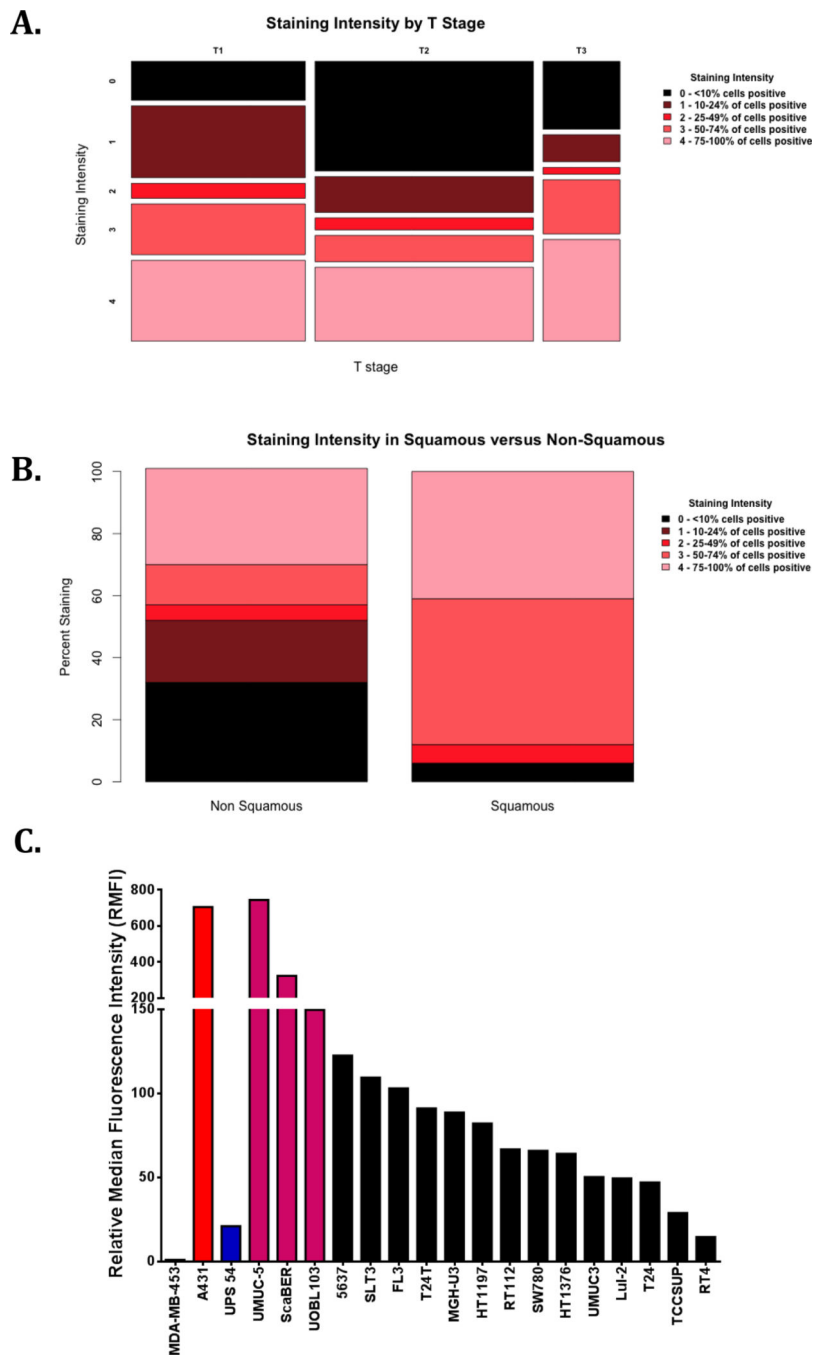 A.
Staining Intensity by T Stage
T1 T2 T3
0
1
2
3
4
Staining Intensity
T stage
Staining Intensity
0 - <10% cells positive
1 - 10-24% of cells positive
2 - 25-49% of cells positive
3 - 50-74% of cells positive
4 - 75-100% of cells positive
B.
Staining Intensity in Squamous versus Non-Squamous
Percent Staining
100
80
60
40
20
0
Non Squamous Squamous
Staining Intensity
0 - <10% cells positive
1 - 10-24% of cells positive
2 - 25-49% of cells positive
3 - 50-74% of cells positive
4 - 75-100% of cells positive
C.
Relative Median Fluorescence Intensity (RMFI)
800
600
400
200
150
100
50
0
MDA-MB-453
A431
UPS 54
UMUC-5
ScaBER
UOBL103
5637
SLT3
FL3
T24T
MGH-U3
HT1197
RT112
SW780
HT1376
UMUC3
Lul-2
T24
TCCSUP
RT4